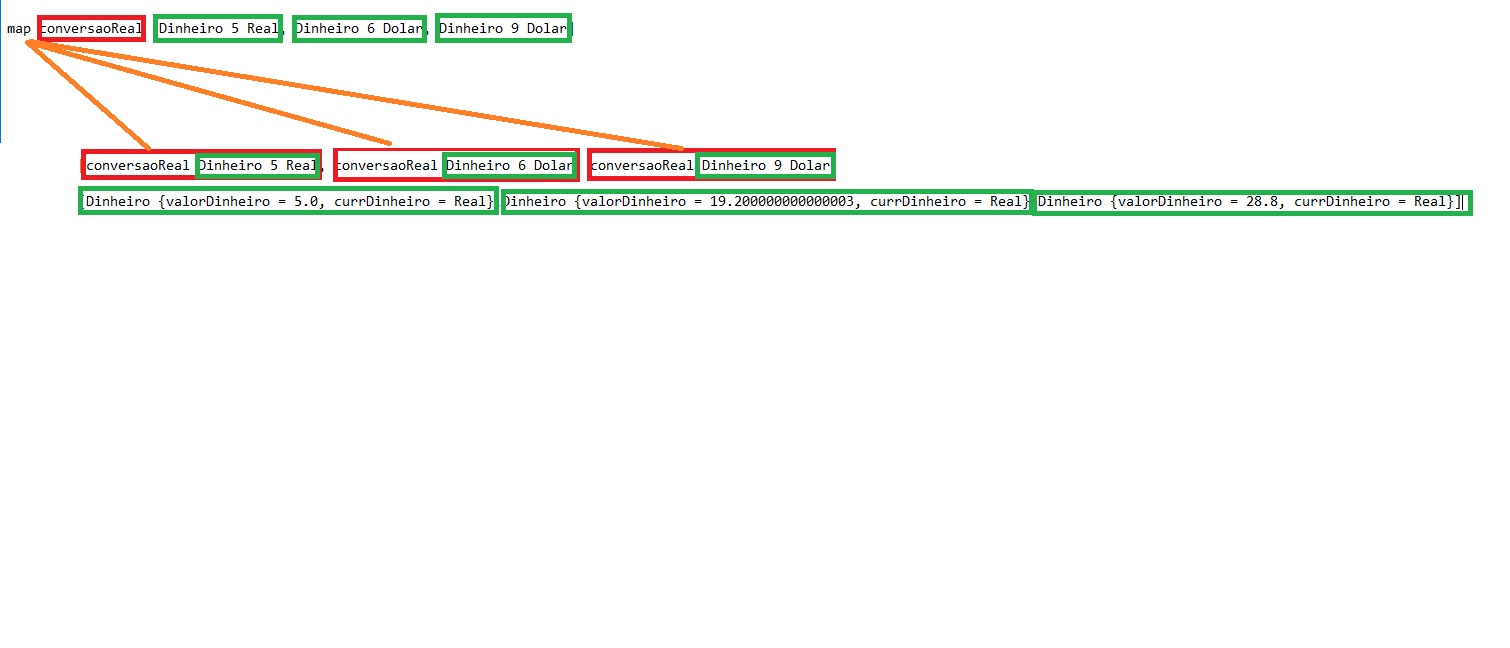 map conversaoReal [Dinheiro 5 Real, Dinheiro 6 Dolar, Dinheiro 9 Dolar]
[conversaoReal Dinheiro 5 Real, conversaoReal Dinheiro 6 Dolar conversaoReal Dinheiro 9 Dolar
[Dinheiro {valorDinheiro = 5.0, currDinheiro = Real} Dinheiro {valorDinheiro = 19.200000000000003, currDinheiro = Real} Dinheiro {valorDinheiro = 28.8, currDinheiro = Real}]